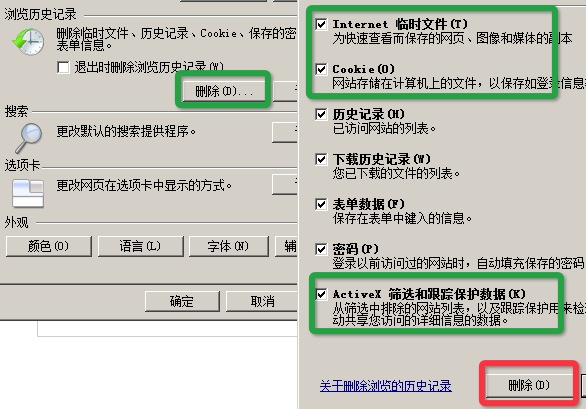 浏览历史记录
删除临时文件、历史记录、Cookie、保存的密
表单信息。
退出时删除浏览历史记录(W)
删除(D)...
搜索
更改默认的搜索提供程序。
选项卡
更改网页在选项卡中显示的方式。
外观
颜色(O)
语言(L)
字体(N)
辅
确定
取消
Internet 临时文件(T)
为快速查看而保存的网页、图像和媒体的副本
Cookie(O)
网站存储在计算机上的文件，以保存如登录信息
历史记录(H)
已访问网站的列表。
下载历史记录(W)
您已下载的文件的列表。
表单数据(F)
保存在表单中键入的信息。
密码(P)
登录以前访问过的网站时，自动填充保存的密码
ActiveX 筛选和跟踪保护数据(K)
从筛选中排除的网站列表，以及跟踪保护用来检
动共享您访问的详细信息的数据。
关于删除浏览的历史记录
删除(D)